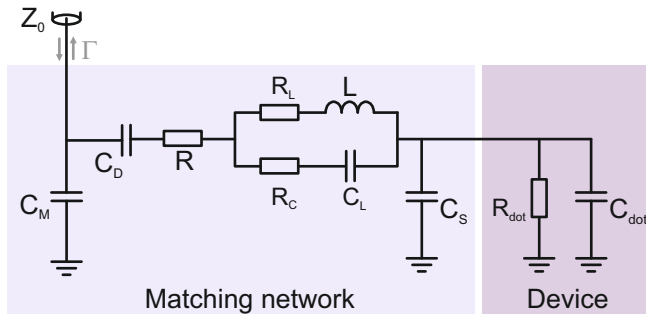 Z0
Γ
RL
L
CD
R
RC
CL
CM
CS
Rdot
Cdot
Matching network
Device